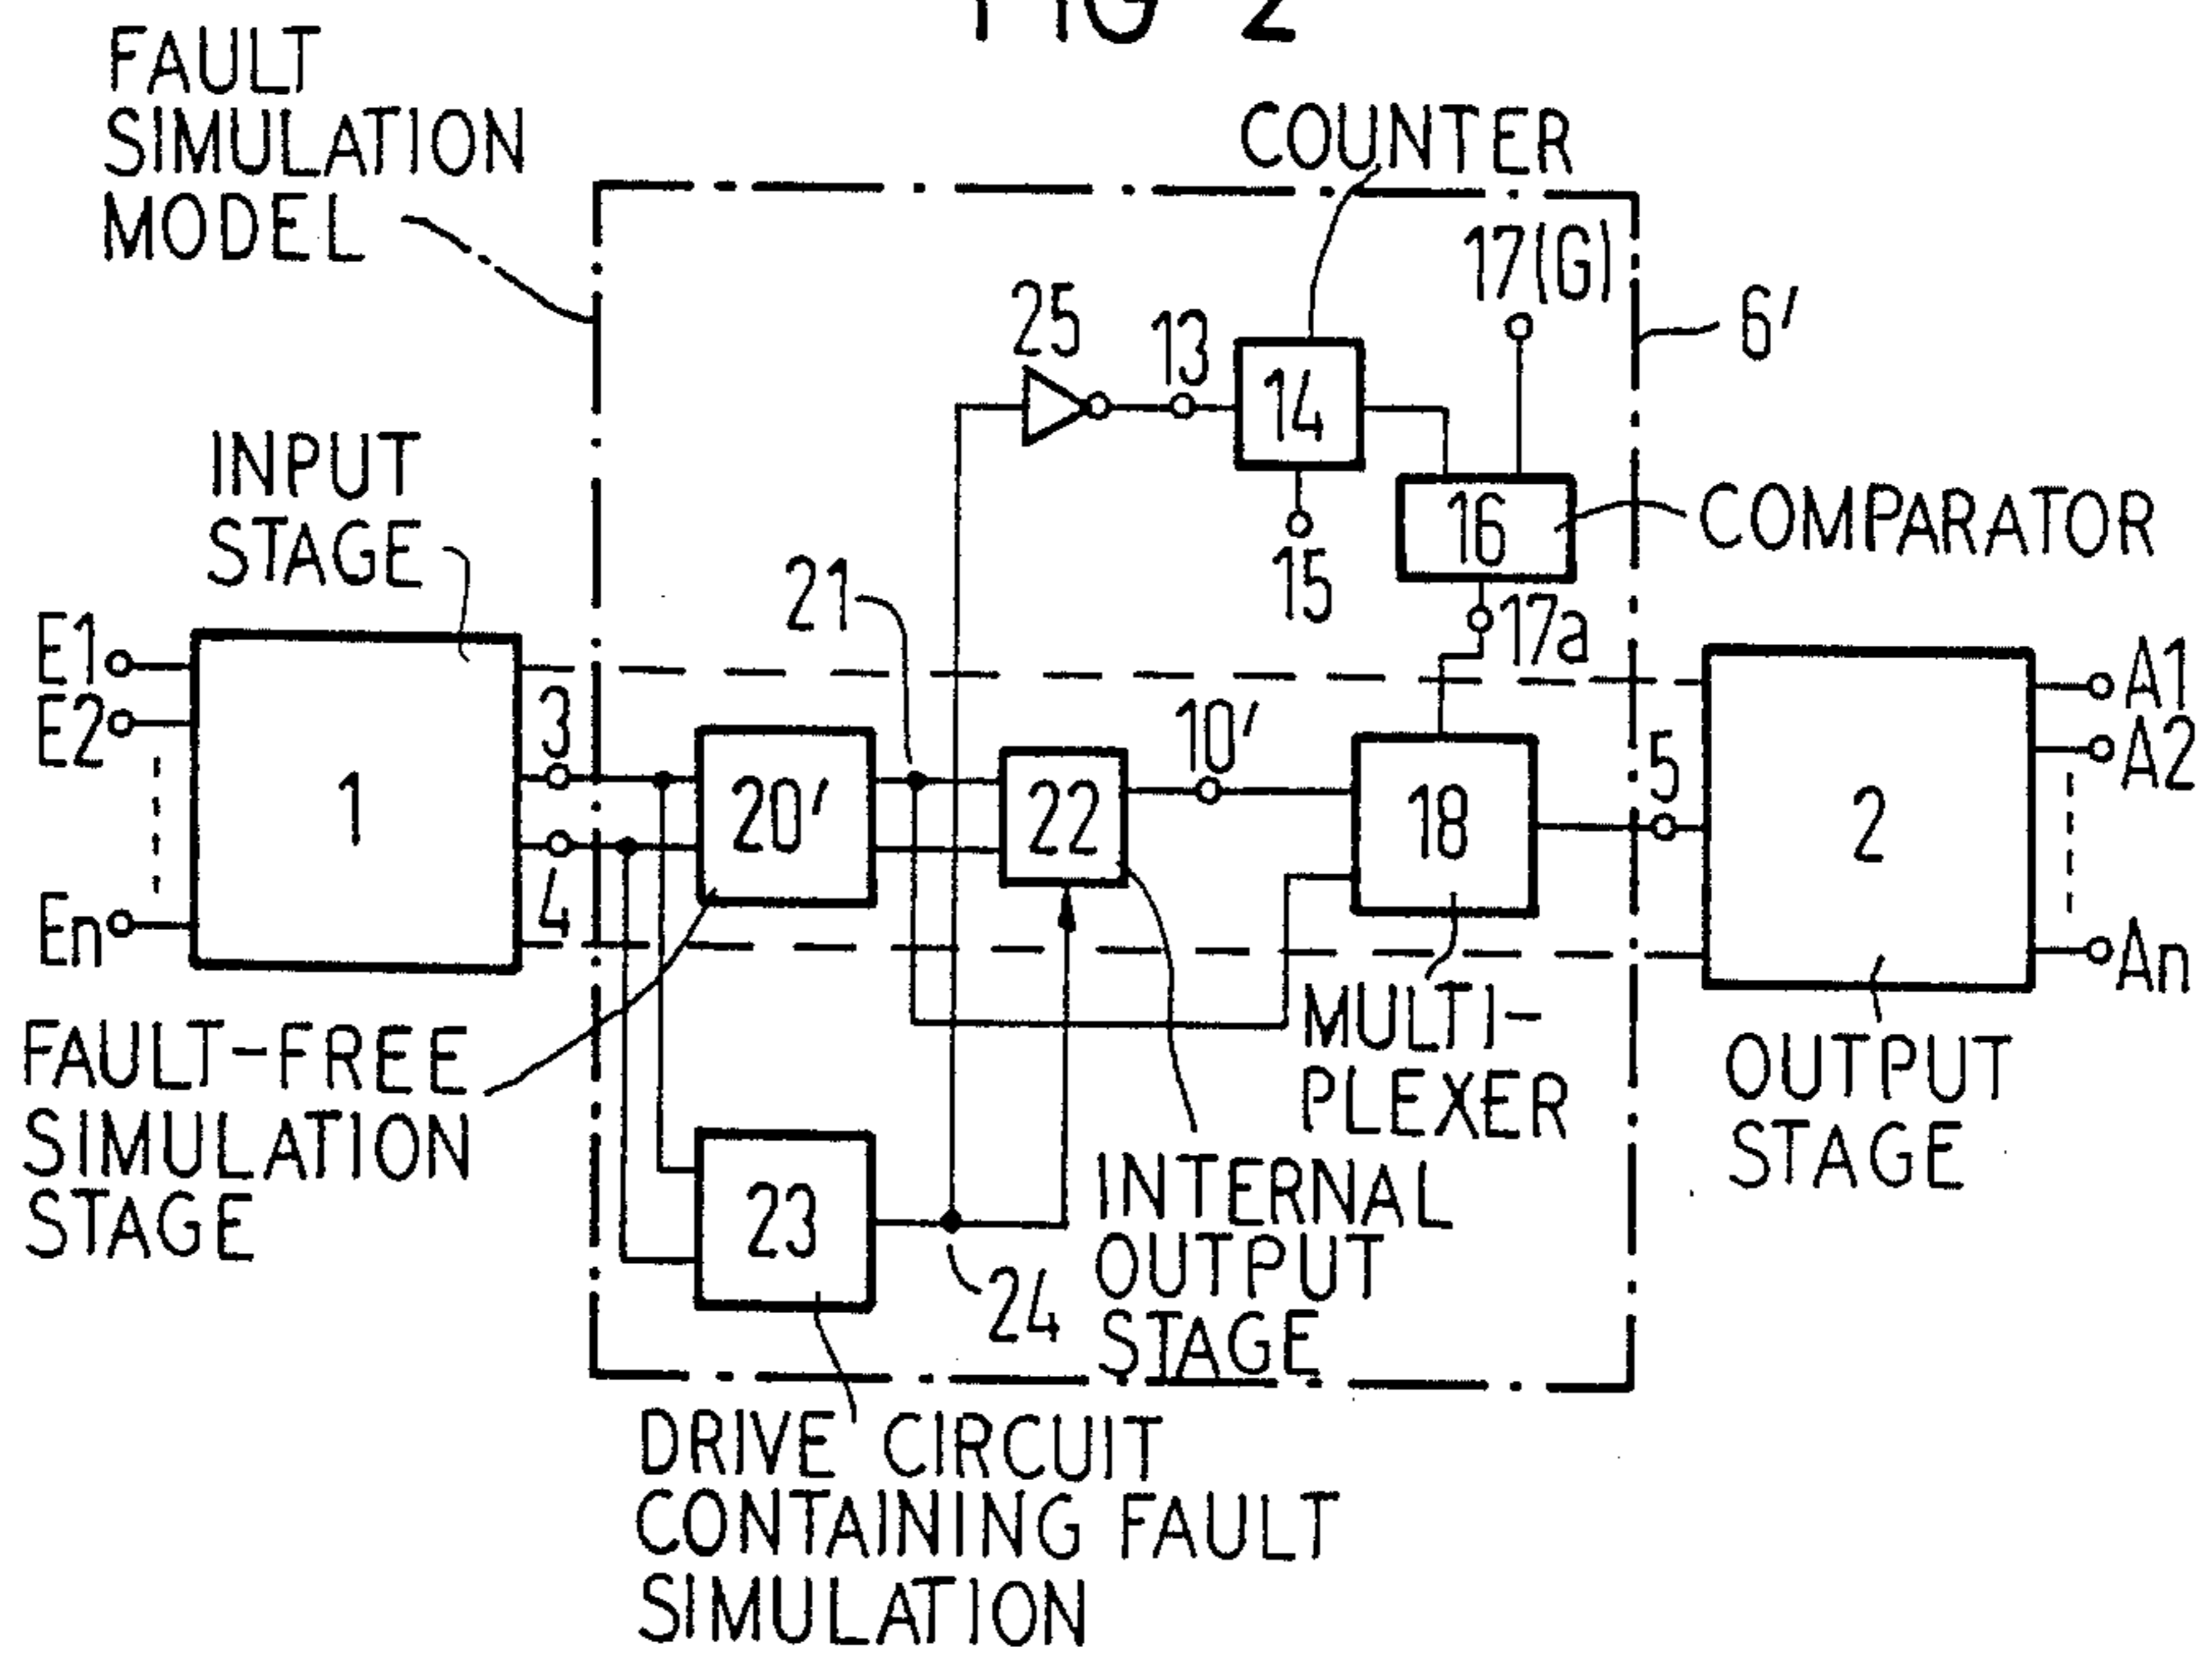 FIG 2
FAULT
SIMULATION
MODEL
COUNTER
17(G)
6'
25
13
14
INPUT
STAGE
16
COMPARATOR
15
21
17a
E1
E2
En
1
3
4
20'
22
10'
18
5
2
A1
A2
An
FAULT-FREE
SIMULATION
STAGE
MULTI-
PLEXER
OUTPUT
STAGE
23
24
INTERNAL
OUTPUT
STAGE
DRIVE CIRCUIT
CONTAINING FAULT
SIMULATION